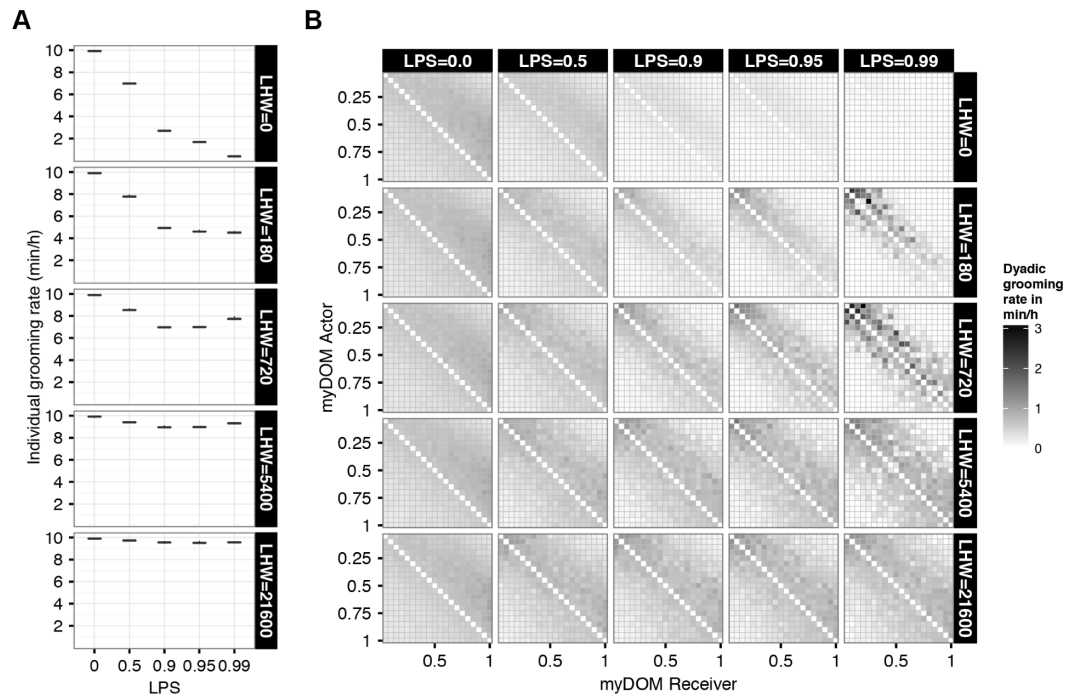 A
B
LPS=0.0 LPS=0.5 LPS=0.9 LPS=0.95 LPS=0.99
Individual grooming rate (min/h)
10
8
6
4
2
LHW=0
10
8
6
4
2
LHW=180
10
8
6
4
2
LHW=720
10
8
6
4
2
LHW=5400
10
8
6
4
2
LHW=21600
0 0.5 0.9 0.95 0.99
LPS
myDOM Actor
0.25
0.5
0.75
1
LHW=0
0.25
0.5
0.75
1
LHW=180
0.25
0.5
0.75
1
LHW=720
0.25
0.5
0.75
1
LHW=5400
0.25
0.5
0.75
1
LHW=21600
0.5 1 0.5 1 0.5 1 0.5 1 0.5 1
myDOM Receiver
Dyadic
grooming
rate in
min/h
3
2
1
0